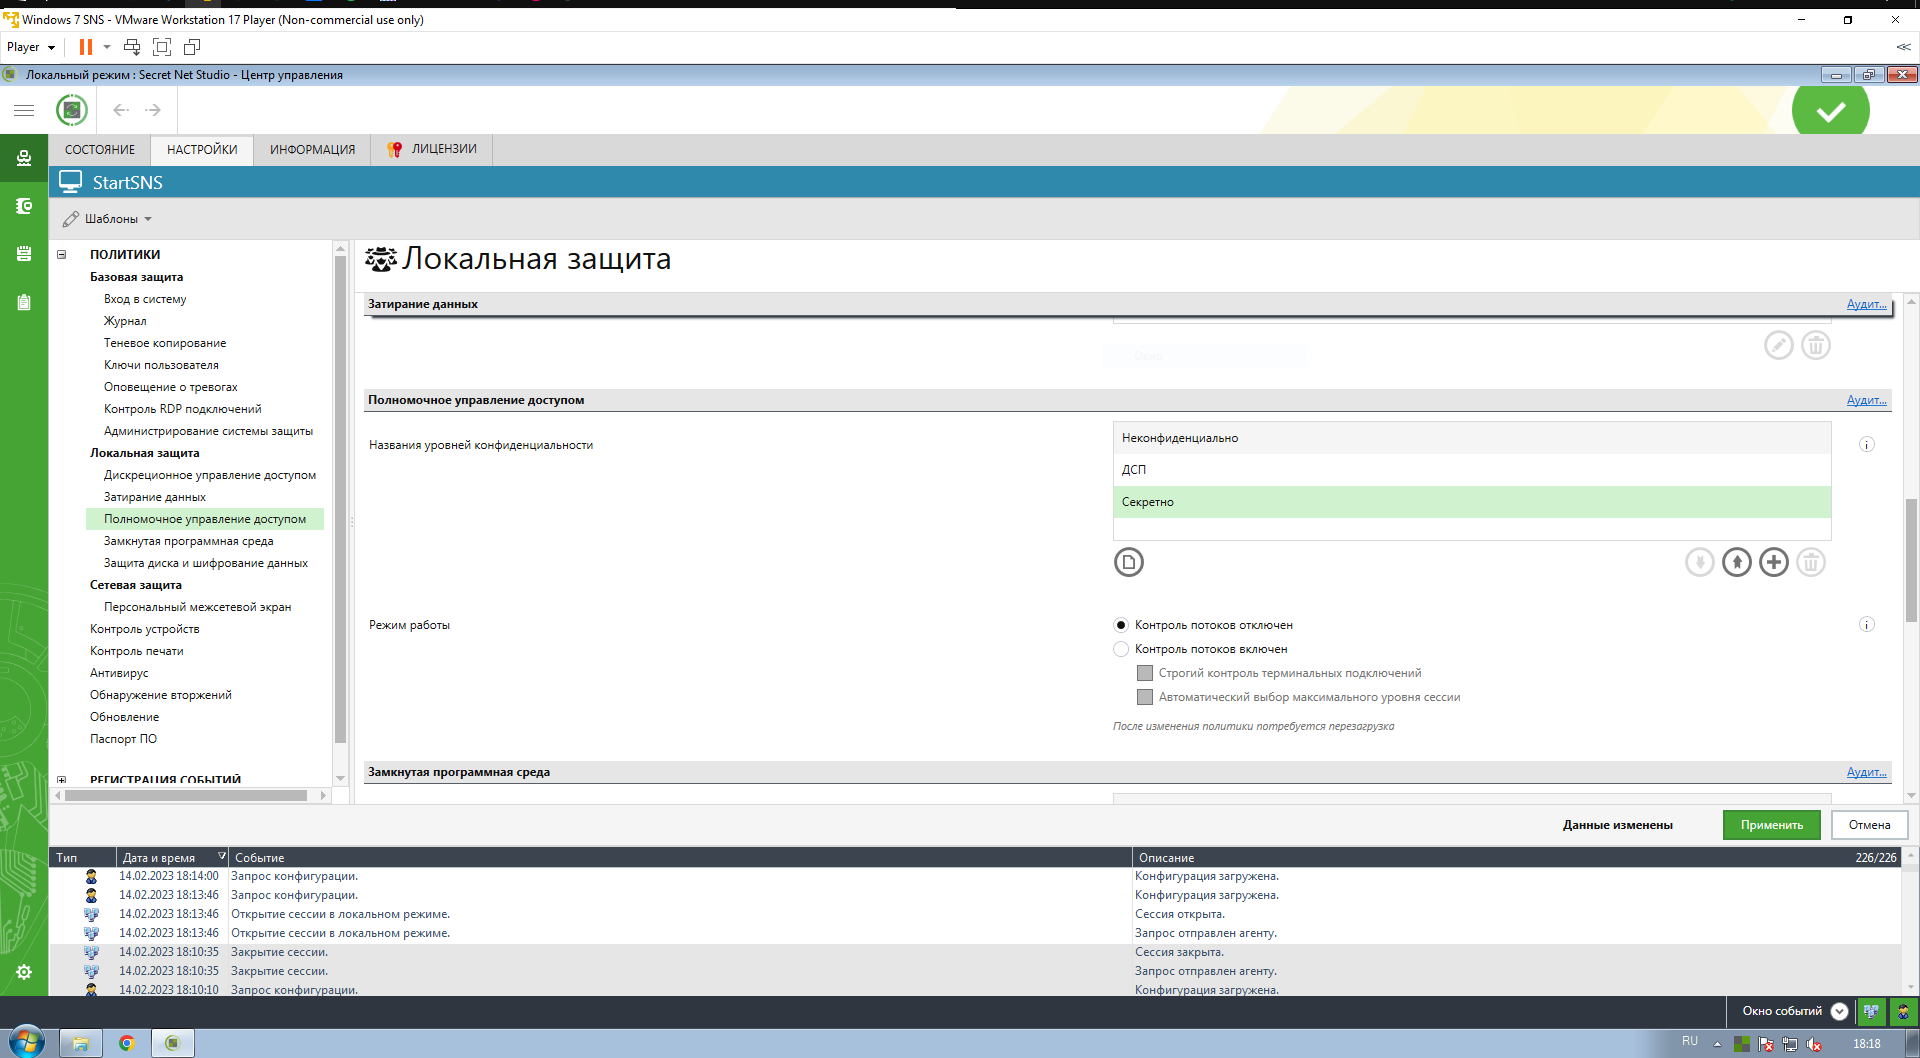 Windows 7 SNS - VMware Workstation 17 Player (Non-commercial use only)
Player
Локальный режим : Secret Net Studio - Центр управления
СОСТОЯНИЕ
НАСТРОЙКИ
ИНФОРМАЦИЯ
ЛИЦЕНЗИИ
StartSNS
Шаблоны
ПОЛИТИКИ
Базовая защита
Вход в систему
Журнал
Теневое копирование
Ключи пользователя
Оповещение о тревогах
Контроль RDP подключений
Администрирование системы защиты
Локальная защита
Дискреционное управление доступом
Затирание данных
Полномочное управление доступом
Замкнутая программная среда
Защита диска и шифрование данных
Сетевая защита
Персональный межсетевой экран
Контроль устройств
Контроль печати
Антивирус
Обнаружение вторжений
Обновление
Паспорт ПО
РЕГИСТРАЦИЯ СОБЫТИЙ
Локальная защита
Затирание данных Аудит...
Полномочное управление доступом Аудит...
Названия уровней конфиденциальности
Неконфиденциально
ДСП
Секретно
Режим работы
Контроль потоков отключен
Контроль потоков включен
Строгий контроль терминальных подключений
Автоматический выбор максимального уровня сессии
После изменения политики потребуется перезагрузка
Замкнутая программная среда Аудит...
Данные изменены Применить Отмена
Тип Дата и время Событие Описание 226/226
14.02.2023 18:14:00 Запрос конфигурации. Конфигурация загружена.
14.02.2023 18:13:46 Запрос конфигурации. Конфигурация загружена.
14.02.2023 18:13:46 Открытие сессии в локальном режиме. Сессия открыта.
14.02.2023 18:13:46 Открытие сессии в локальном режиме. Запрос отправлен агенту.
14.02.2023 18:10:35 Закрытие сессии. Сессия закрыта.
14.02.2023 18:10:35 Закрытие сессии. Запрос отправлен агенту.
14.02.2023 18:10:10 Запрос конфигурации. Конфигурация загружена.
Окно событий
RU 18:18